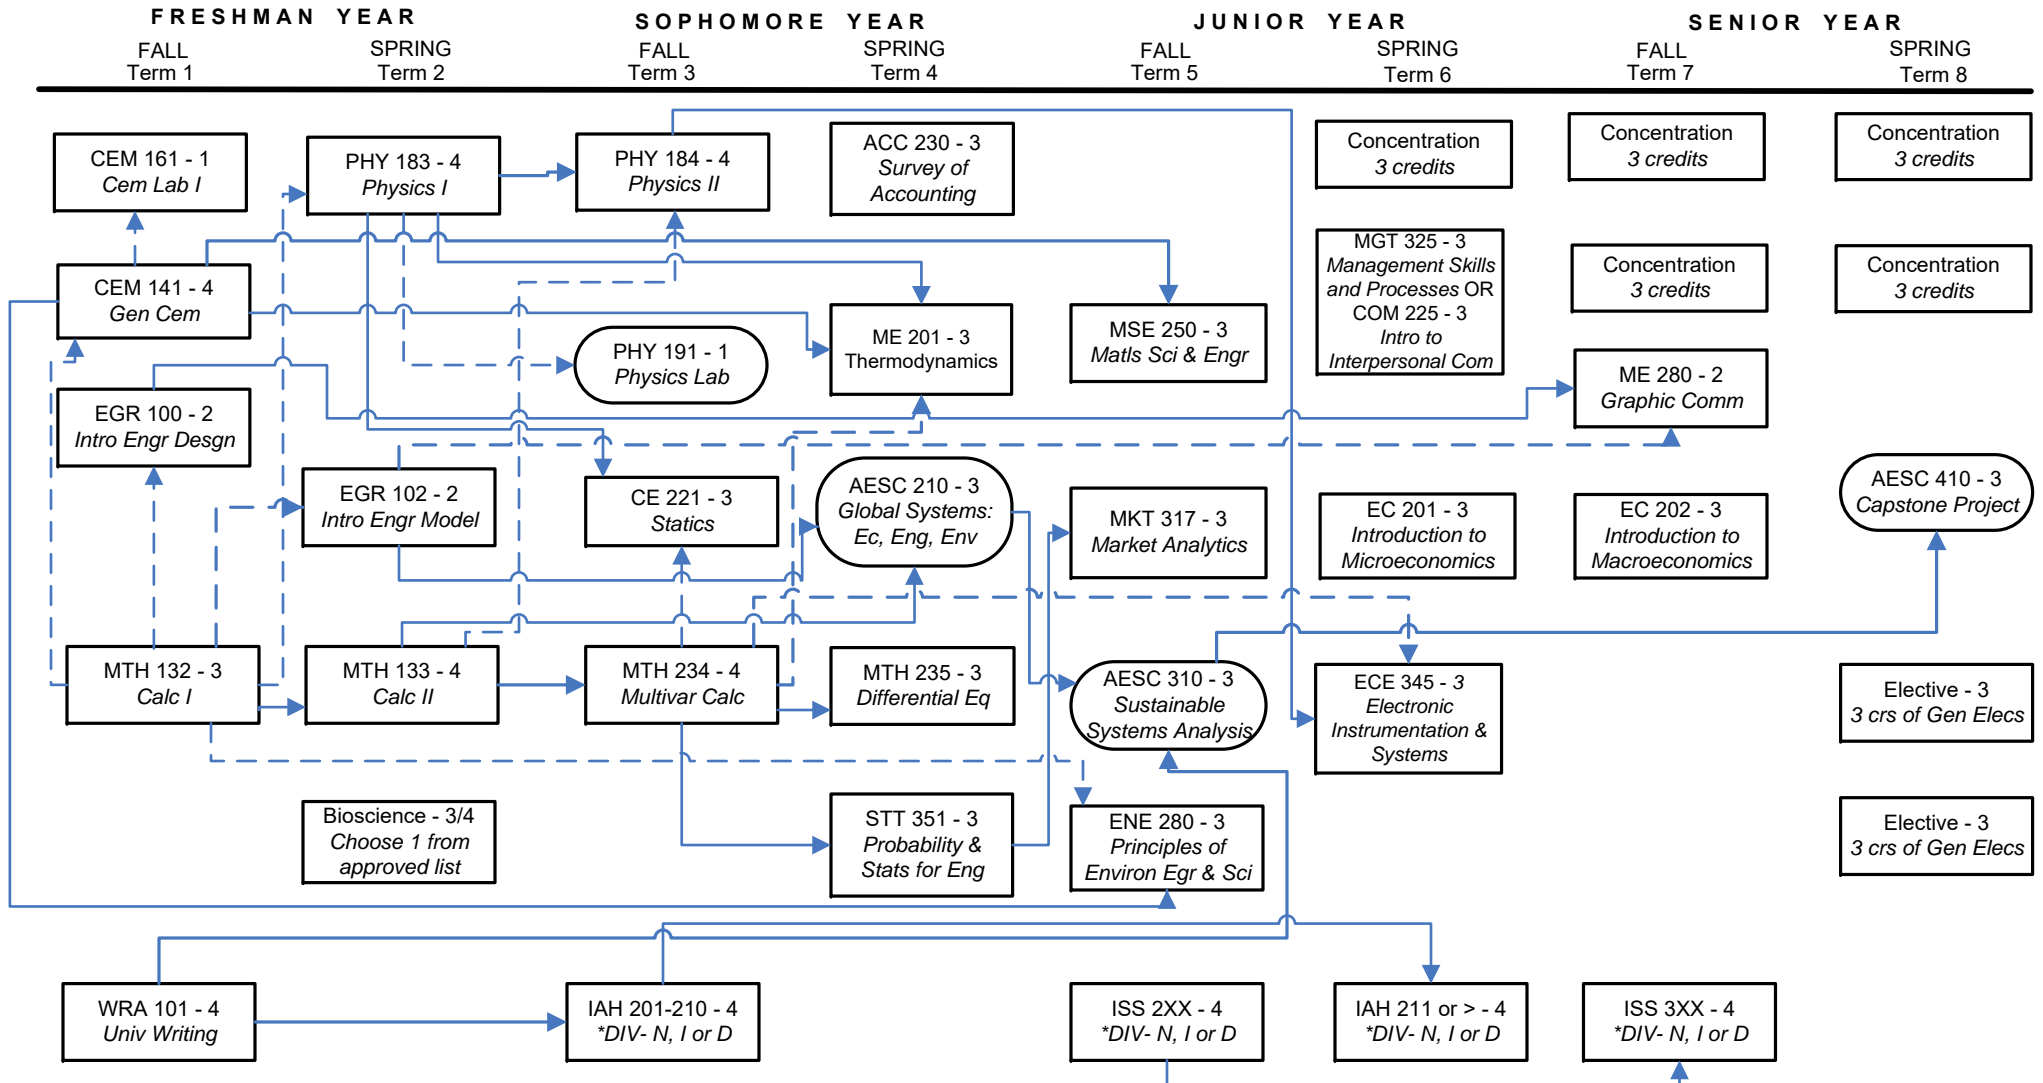 FRESHMAN YEAR
SOPHOMORE YEAR
JUNIOR YEAR
SENIOR YEAR
FALL
Term 1
SPRING
Term 2
FALL
Term 3
SPRING
Term 4
FALL
Term 5
SPRING
Term 6
FALL
Term 7
SPRING
Term 8
CEM 161 - 1
Cem Lab I
CEM 141 - 4
Gen Cem
EGR 100 - 2
Intro Engr Desgn
MTH 132 - 3
Calc I
WRA 101 - 4
Univ Writing
PHY 183 - 4
Physics I
EGR 102 - 2
Intro Engr Model
MTH 133 - 4
Calc II
Bioscience - 3/4
Choose 1 from
approved list
PHY 184 - 4
Physics II
PHY 191 - 1
Physics Lab
CE 221 - 3
Statics
MTH 234 - 4
Multivar Calc
IAH 201-210 - 4
*DIV- N, I or D
ACC 230 - 3
Survey of
Accounting
ME 201 - 3
Thermodynamics
AESC 210 - 3
Global Systems:
Ec, Eng, Env
MTH 235 - 3
Differential Eq
STT 351 - 3
Probability &
Stats for Eng
MSE 250 - 3
Matls Sci & Engr
MKT 317 - 3
Market Analytics
AESC 310 - 3
Sustainable
Systems Analysis
ENE 280 - 3
Principles of
Environ Egr & Sci
ISS 2XX - 4
*DIV- N, I or D
Concentration
3 credits
MGT 325 - 3
Management Skills
and Processes OR
COM 225 - 3
Intro to
Interpersonal Com
EC 201 - 3
Introduction to
Microeconomics
ECE 345 - 3
Electronic
Instrumentation &
Systems
IAH 211 or > - 4
*DIV- N, I or D
Concentration
3 credits
Concentration
3 credits
ME 280 - 2
Graphic Comm
EC 202 - 3
Introduction to
Macroeconomics
ISS 3XX - 4
*DIV- N, I or D
Concentration
3 credits
Concentration
3 credits
AESC 410 - 3
Capstone Project
Elective - 3
3 crs of Gen Elecs
Elective - 3
3 crs of Gen Elecs